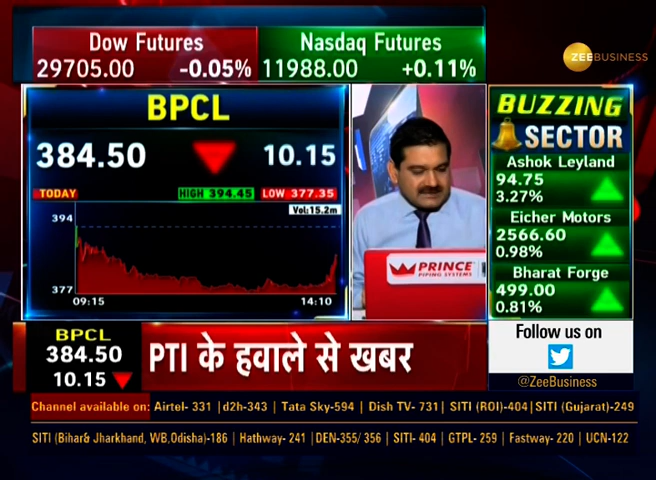 Dow Futures
29705.00 -0.05%
Nasdaq Futures
11988.00 +0.11%
ZEEBUSINESS
BPCL
384.50 10.15
TODAY HIGH 394.45 LOW 377.35
Vol:15.2m
394
377
09:15 14:10
PRINCE
PIPING SYSTEMS
BUZZING
SECTOR
Ashok Leyland
94.75
3.27%
Eicher Motors
2566.60
0.98%
Bharat Forge
499.00
0.81%
BPCL
384.50
10.15
PTI के हवाले से खबर
Follow us on
@ZeeBusiness
Channel available on: Airtel- 331 | d2h-343 | Tata Sky-594 | Dish TV- 731 | SITI (ROI)-404 | SITI (Gujarat)-249
SITI (Bihar& Jharkhand, WB,Odisha)-186 | Hathway- 241 | DEN-355/ 356 | SITI- 404 | GTPL- 259 | Fastway- 220 | UCN-122